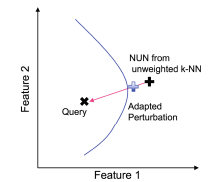 NUN from
unweighted k-NN
Query
Adapted
Perturbation
Feature 2
Feature 1